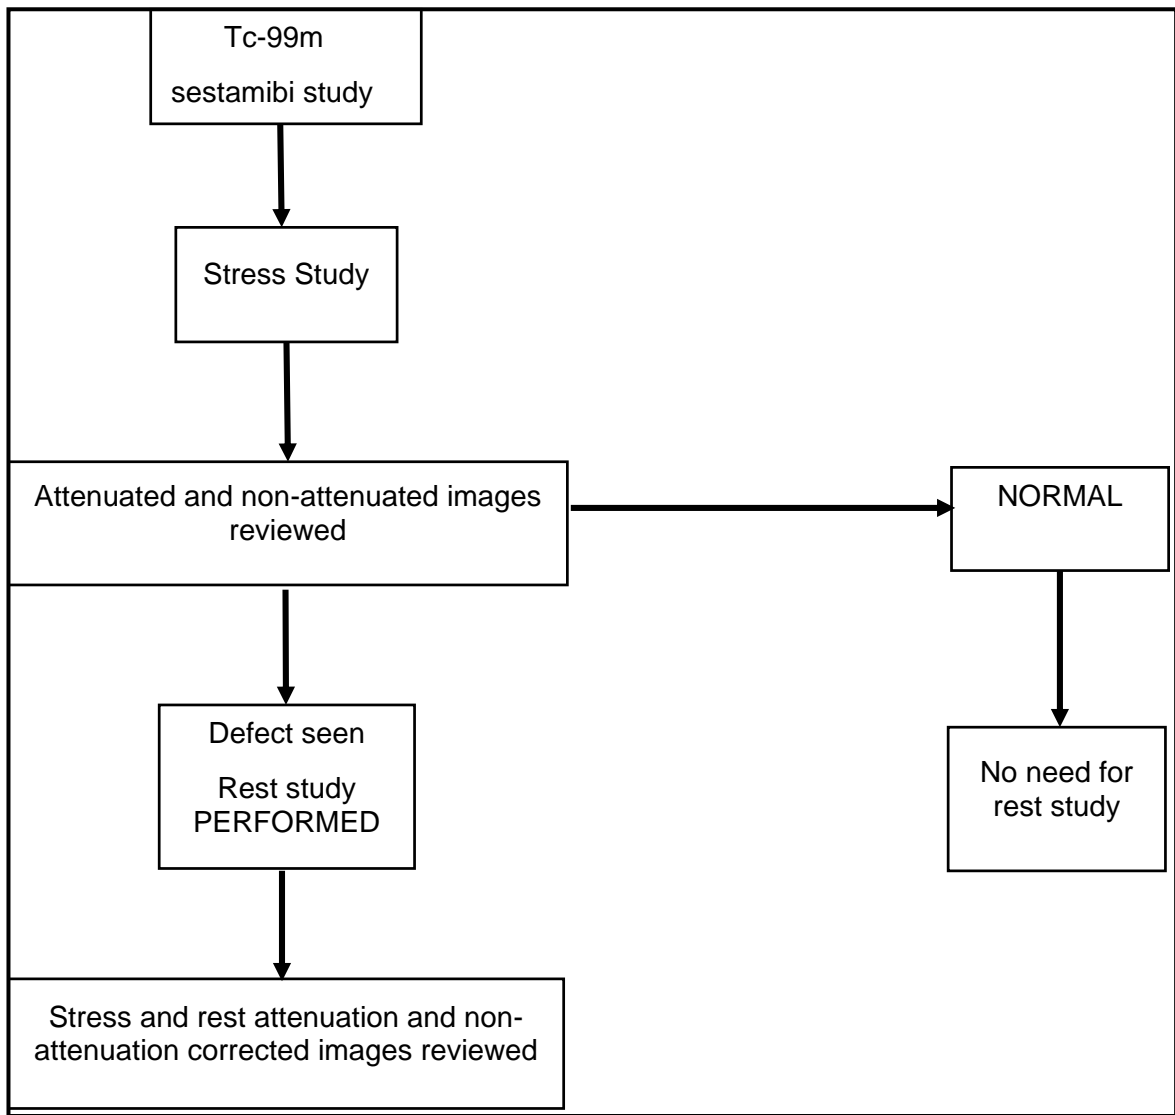 Tc-99m
sestamibi study
Stress Study
Attenuated and non-attenuated images
reviewed
NORMAL
Defect seen
Rest study
PERFORMED
No need for
rest study
Stress and rest attenuation and non-
attenuation corrected images reviewed